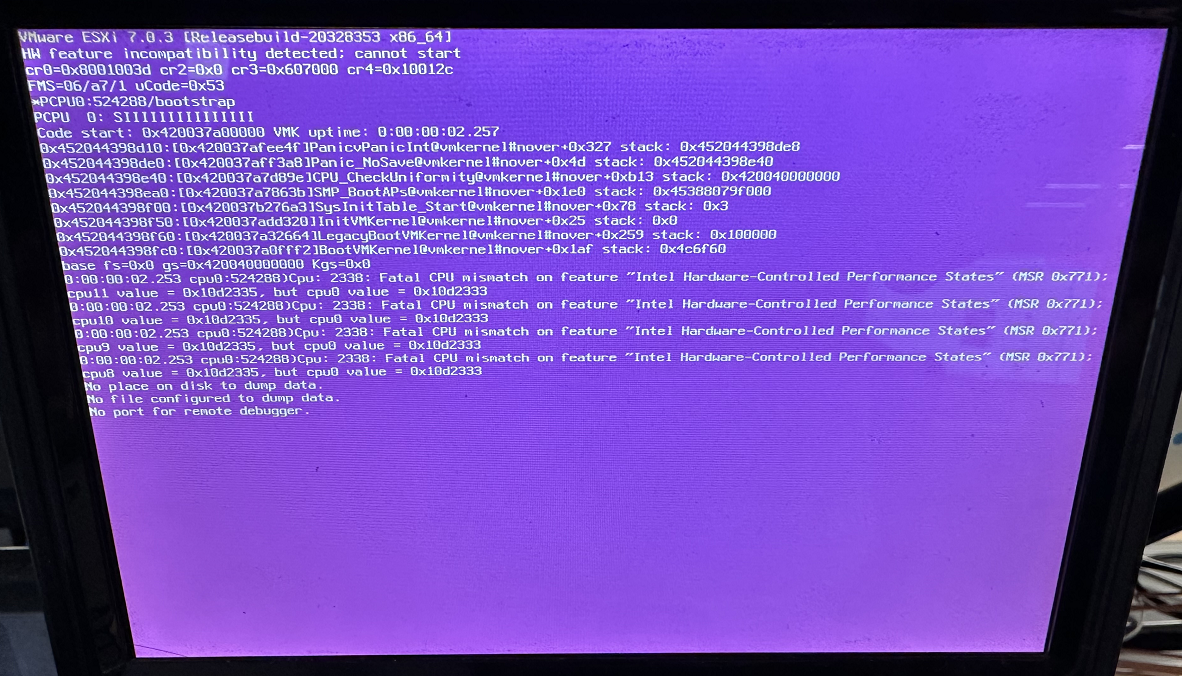 VMware ESXi 7.0.3 [Releasebuild-20328353 x86_64]
HW feature incompatibility detected; cannot start
cr0=0x8001003d cr2=0x0 cr3=0x607000 cr4=0x10012c
FMS=06/a7/1 uCode=0x53
*PCPU0:524288/bootstrap
PCPU  0: SIIIIIIIIIIIIIII
Code start: 0x420037a00000 VMK uptime: 0:00:00:02.257
0x452044398d10:[0x420037afee4f]PanicvPanicInt@vmkernel#nover+0x327 stack: 0x452044398de8
0x452044398de0:[0x420037aff3a8]Panic_NoSave@vmkernel#nover+0x4d stack: 0x452044398e40
0x452044398e40:[0x420037a7d89e]CPU_CheckUniformity@vmkernel#nover+0xb13 stack: 0x420040000000
0x452044398ea0:[0x420037a7863b]SMP_BootAPs@vmkernel#nover+0x1e0 stack: 0x45388079f000
0x452044398f00:[0x420037b276a3]SysInitTable_Start@vmkernel#nover+0x78 stack: 0x3
0x452044398f50:[0x420037add320]InitVMKernel@vmkernel#nover+0x25 stack: 0x0
0x452044398f60:[0x420037a32664]LegacyBootVMKernel@vmkernel#nover+0x259 stack: 0x100000
0x452044398fc0:[0x420037a0fff2]BootVMKernel@vmkernel#nover+0x1af stack: 0x4c6f60
base fs=0x0 gs=0x420040000000 Kgs=0x0
0:00:00:02.253 cpu0:524288)Cpu: 2338: Fatal CPU mismatch on feature "Intel Hardware-Controlled Performance States" (MSR 0x771);
cpu11 value = 0x10d2335, but cpu0 value = 0x10d2333
0:00:00:02.253 cpu0:524288)Cpu: 2338: Fatal CPU mismatch on feature "Intel Hardware-Controlled Performance States" (MSR 0x771);
cpu10 value = 0x10d2335, but cpu0 value = 0x10d2333
0:00:00:02.253 cpu0:524288)Cpu: 2338: Fatal CPU mismatch on feature "Intel Hardware-Controlled Performance States" (MSR 0x771);
cpu9 value = 0x10d2335, but cpu0 value = 0x10d2333
0:00:00:02.253 cpu0:524288)Cpu: 2338: Fatal CPU mismatch on feature "Intel Hardware-Controlled Performance States" (MSR 0x771);
cpu8 value = 0x10d2335, but cpu0 value = 0x10d2333
No place on disk to dump data.
No file configured to dump data.
No port for remote debugger.